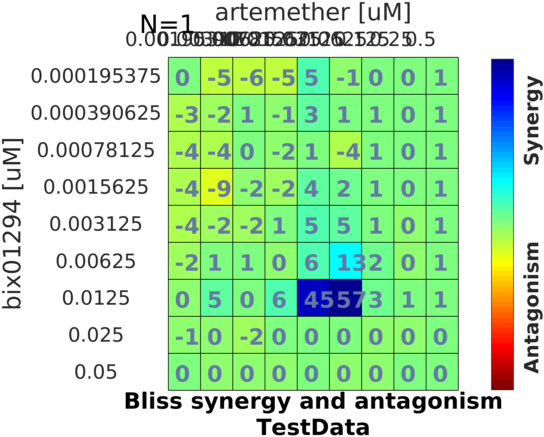 artemether [uM]
N=1
0.25 0.5
0.000195375 0 -5 -6 -5 5 -1 0 0 1
0.000390625 -3 -2 1 -1 3 1 1 0 1
0.00078125 -4 -4 0 -2 1 -4 1 0 1
0.0015625 -4 -9 -2 -2 4 2 1 0 1
0.003125 -4 -2 -2 1 5 5 1 0 1
0.00625 -2 1 1 0 6 13 2 0 1
0.0125 0 5 0 6 45 57 3 1 1
0.025 -1 0 -2 0 0 0 0 0 0
0.05 0 0 0 0 0 0 0 0 0
bix01294 [uM]
Synergy
Antagonism
Bliss synergy and antagonism
TestData